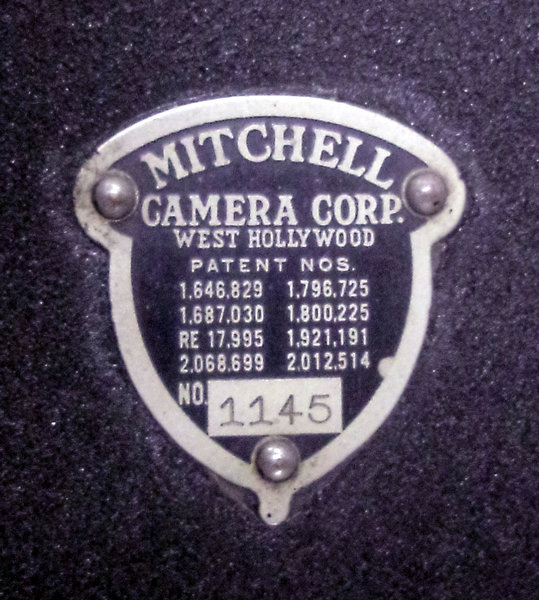 MITCHELL
CAMERA CORP.
WEST HOLLYWOOD
PATENT NOS.
1,646,829 1,796,725
1,687,030 1,800,225
RE 17,995 1,921,191
2,068,699 2,012,514
NO. 1145